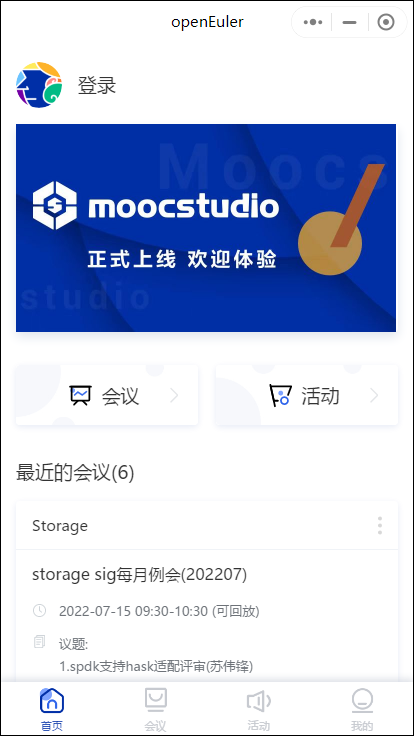 openEuler
登录
Moocs
moocstudio
正式上线 欢迎体验
studio
会议
活动
最近的会议(6)
Storage
storage sig每月例会(202207)
2022-07-15 09:30-10:30 (可回放)
议题:
1.spdk支持hask适配评审(苏伟锋)
首页
会议
活动
我的